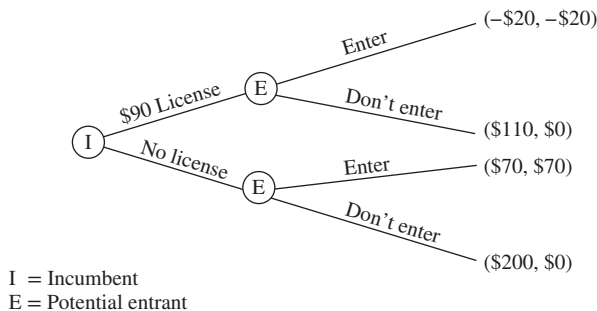 Enter
(–$20, –$20)
$90 License
E
Don't enter
($110, $0)
I
No license
Enter
($70, $70)
E
Don't enter
($200, $0)
I = Incumbent
E = Potential entrant